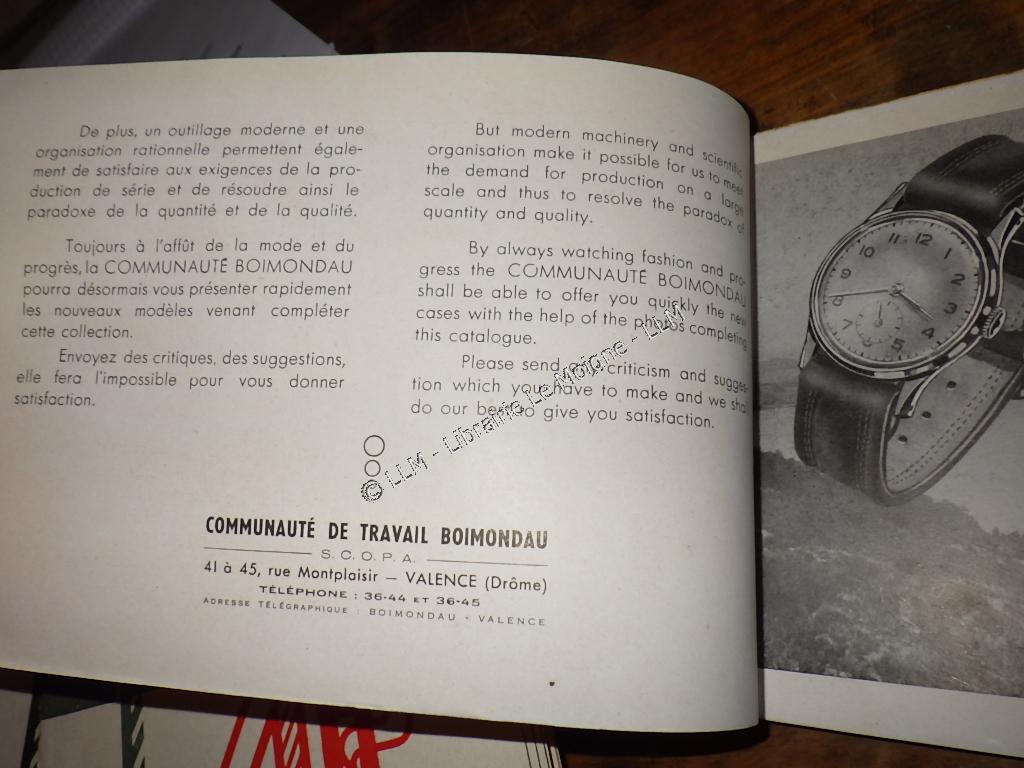 De plus, un outillage moderne et une
organisation rationnelle permettent égale-
ment de satisfaire aux exigences de la pro-
duction de série et de résoudre ainsi le
paradoxe de la quantité et de la qualité.
Toujours à l'affût de la mode et du
progrès, la COMMUNAUTÉ BOIMONDAU
pourra désormais vous présenter rapidement
les nouveaux modèles venant compléter
cette collection.
Envoyez des critiques, des suggestions,
elle fera l'impossible pour vous donner
satisfaction.
But modern machinery and scientific
organisation make it possible for us to meet
the demand for production on a large
scale and thus to resolve the paradox of
quantity and quality.
By always watching fashion and pro-
gress the COMMUNAUTÉ BOIMONDAU
shall be able to offer you quickly the new
cases with the help of the photos completing
this catalogue.
Please send any criticism and sugges-
tion which you have to make and we shall
do our best to give you satisfaction.
© LLM - Librairie Le Moigne - LLM
COMMUNAUTÉ DE TRAVAIL BOIMONDAU
S. C. O. P. A.
41 à 45, rue Montplaisir — VALENCE (Drôme)
TÉLÉPHONE : 36-44 ET 36-45
ADRESSE TÉLÉGRAPHIQUE : BOIMONDAU - VALENCE
11 12
10
9 3
7 5 4